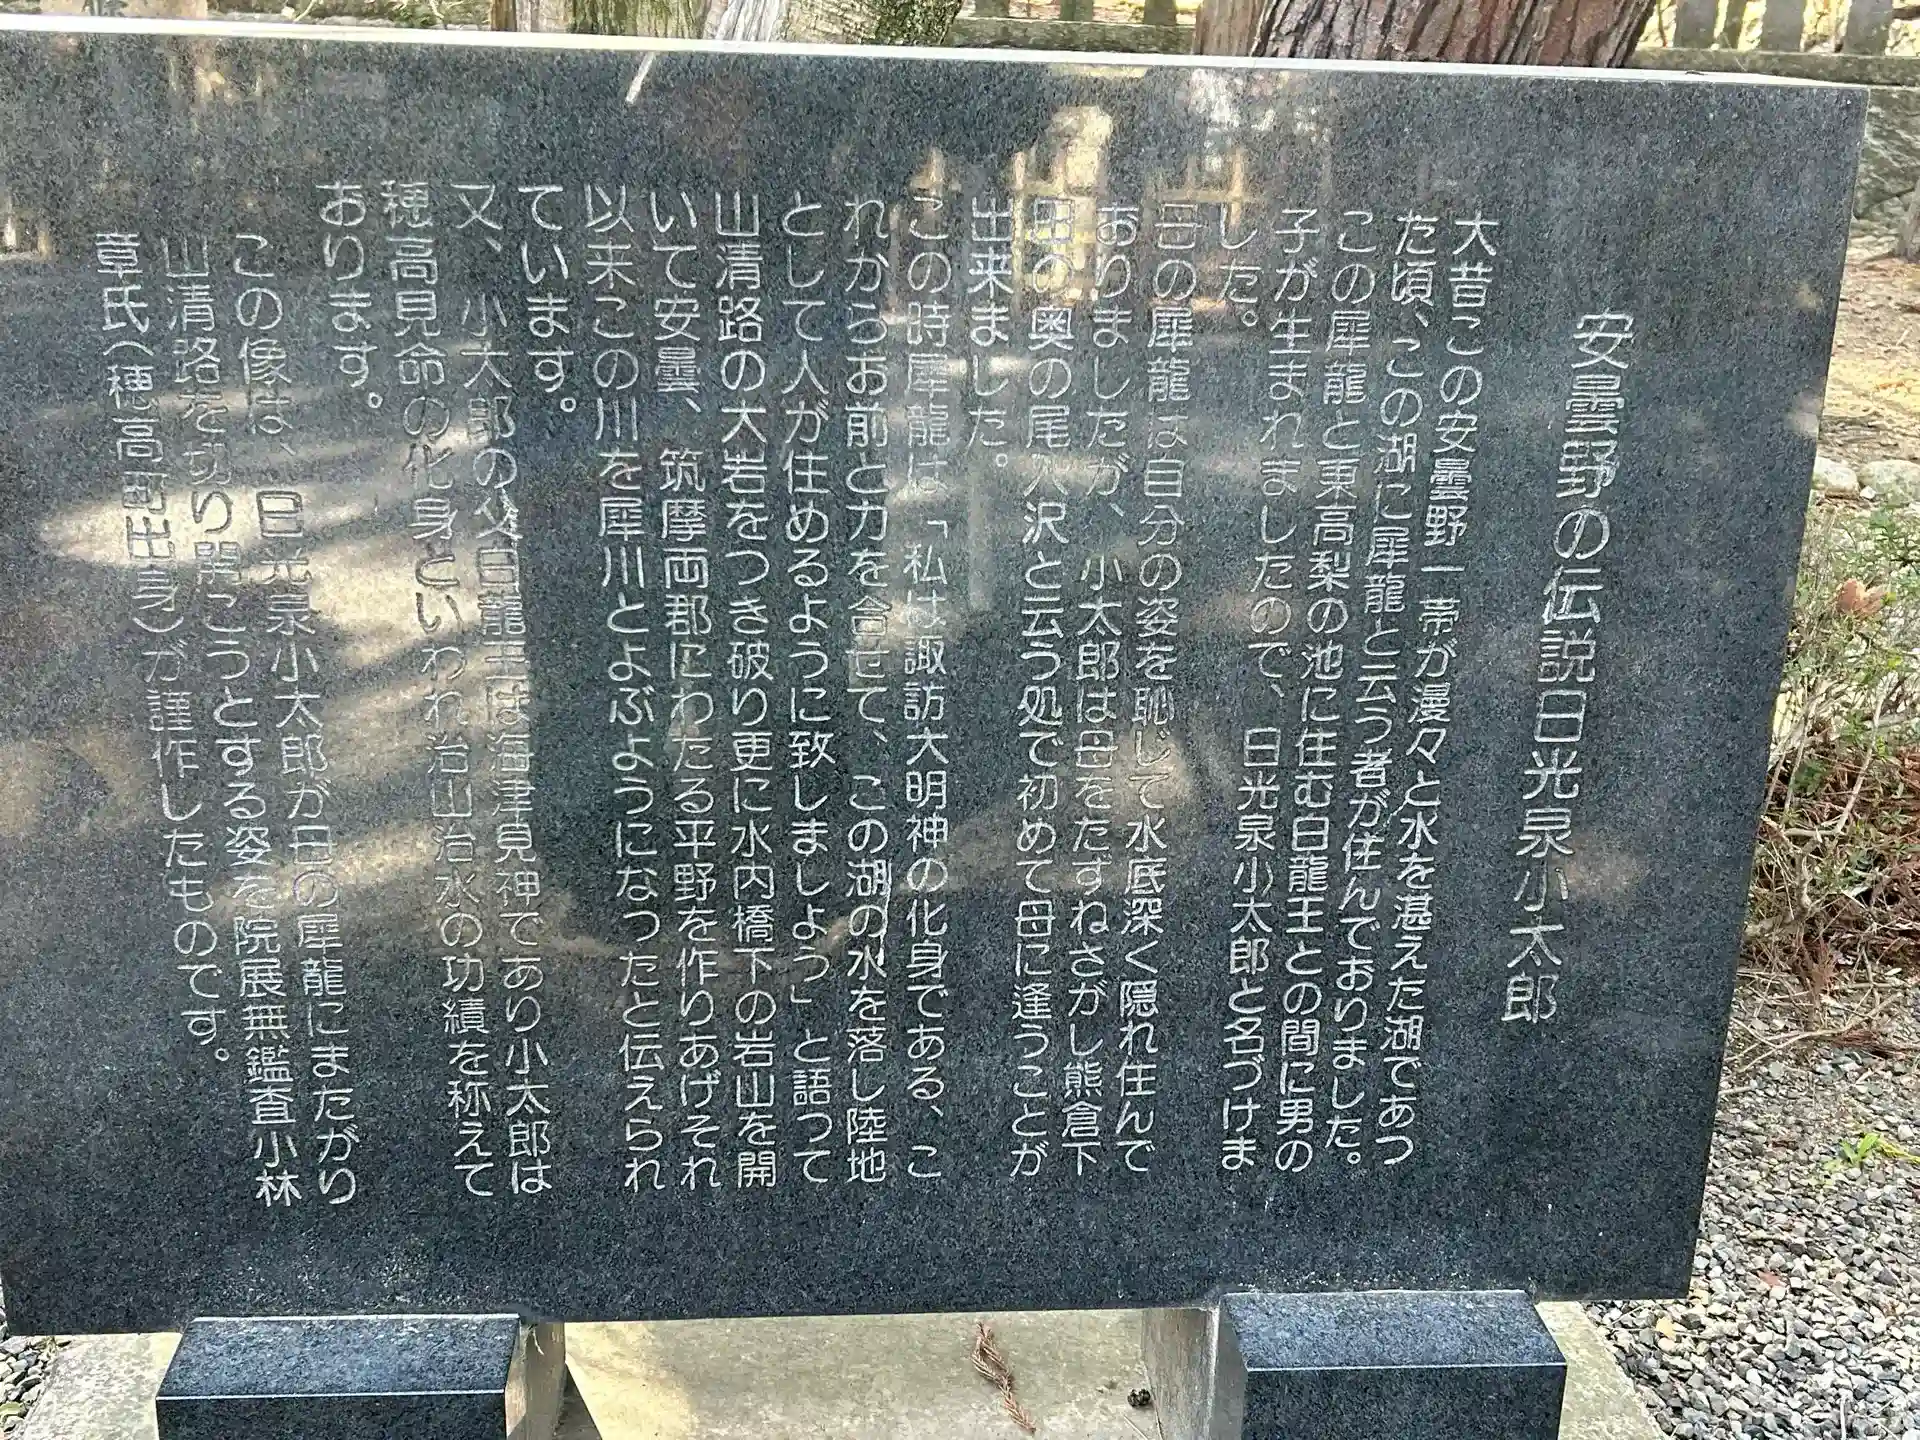 安曇野の伝説日光泉小太郎
大昔この安曇野一帯が漫々と水を湛えた湖であつ
た頃、この湖に犀龍と云う者が住んでおりました。
この犀龍と東高梨の池に住む白龍王との間に男の
子が生まれましたので、日光泉小太郎と名づけま
した。
母の犀龍は自分の姿を恥じて水底深く隠れ住んで
おりましたが、小太郎は母をたずねさがし熊倉下
田の奥の尾入沢と云う処で初めて母に逢うことが
出来ました。
この時犀龍は「私は諏訪大明神の化身である、こ
れからお前と力を合せて、この湖の水を落し陸地
として人が住めるように致しましよう」と語つて
山清路の大岩をつき破り更に水内橋下の岩山を開
いて安曇、筑摩両郡にわたる平野を作りあげそれ
以来この川を犀川とよぶようになつたと伝えられ
ています。
又、小太郎の父白龍王は海津見神であり小太郎は
穂高見命の化身といわれ治山治水の功績を称えて
おります。
この像は、日光泉小太郎が母の犀龍にまたがり
山清路を切り開こうとする姿を院展無鑑査小林
章氏(穂高町出身)が謹作したものです。